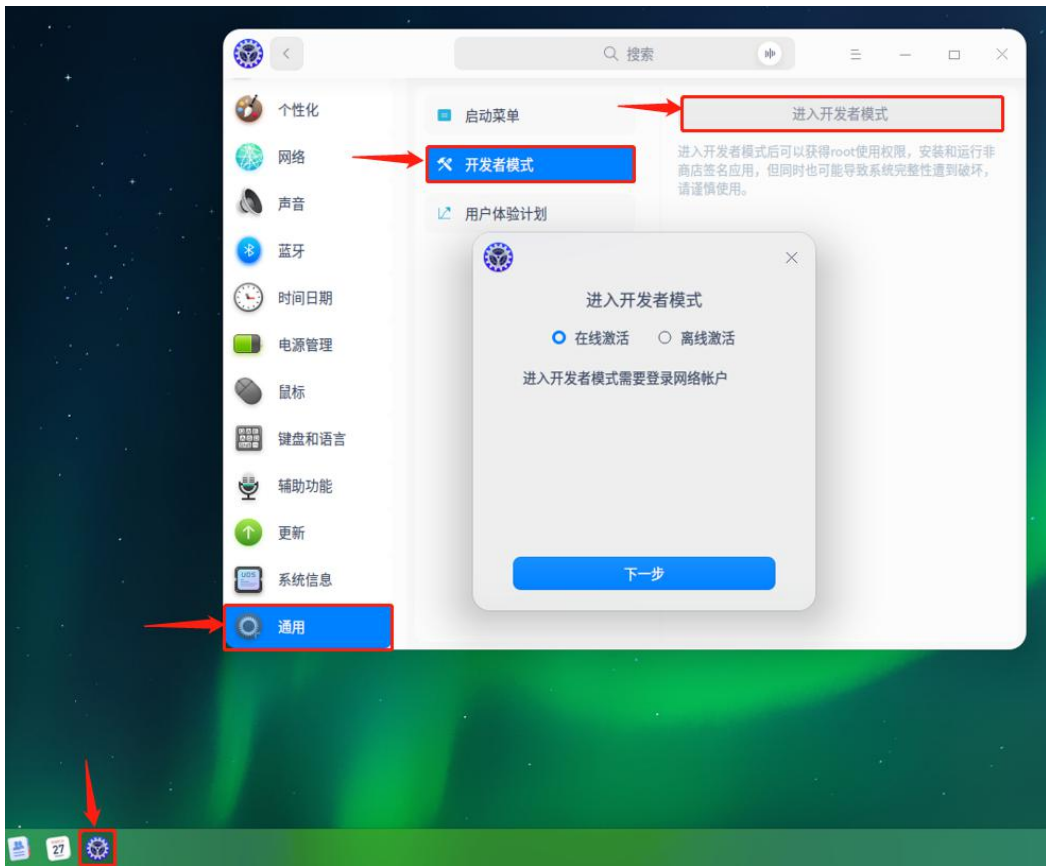 搜索
个性化
网络
声音
蓝牙
时间日期
电源管理
鼠标
键盘和语言
辅助功能
更新
系统信息
通用
启动菜单
开发者模式
用户体验计划
进入开发者模式
进入开发者模式后可以获得root使用权限，安装和运行非
商店签名应用，但同时也可能导致系统完整性遭到破坏，
请谨慎使用。
进入开发者模式
在线激活 离线激活
进入开发者模式需要登录网络帐户
下一步
UOS
27